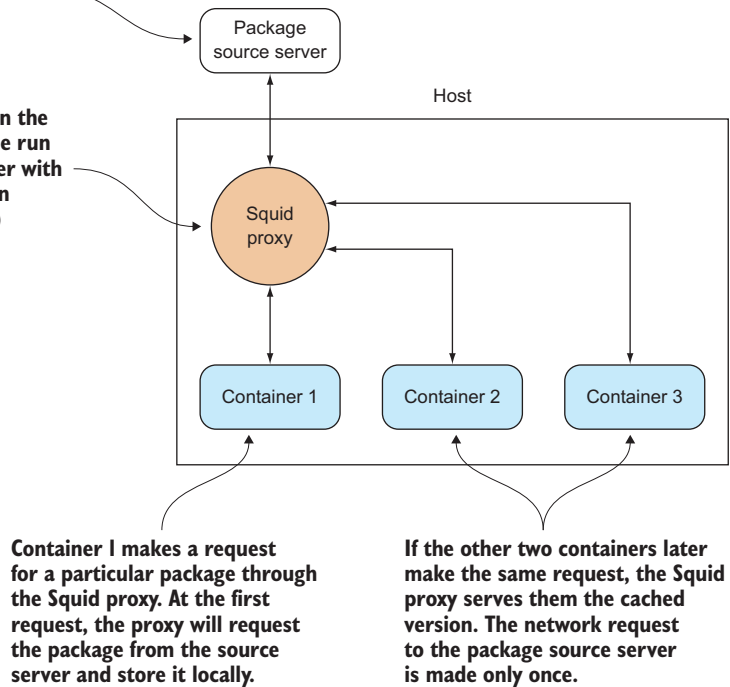 Package
source server
Host
n the
e run
er with
n
)
Squid
proxy
Container 1
Container 2
Container 3
Container 1 makes a request
for a particular package through
the Squid proxy. At the first
request, the proxy will request
the package from the source
server and store it locally.
If the other two containers later
make the same request, the Squid
proxy serves them the cached
version. The network request
to the package source server
is made only once.